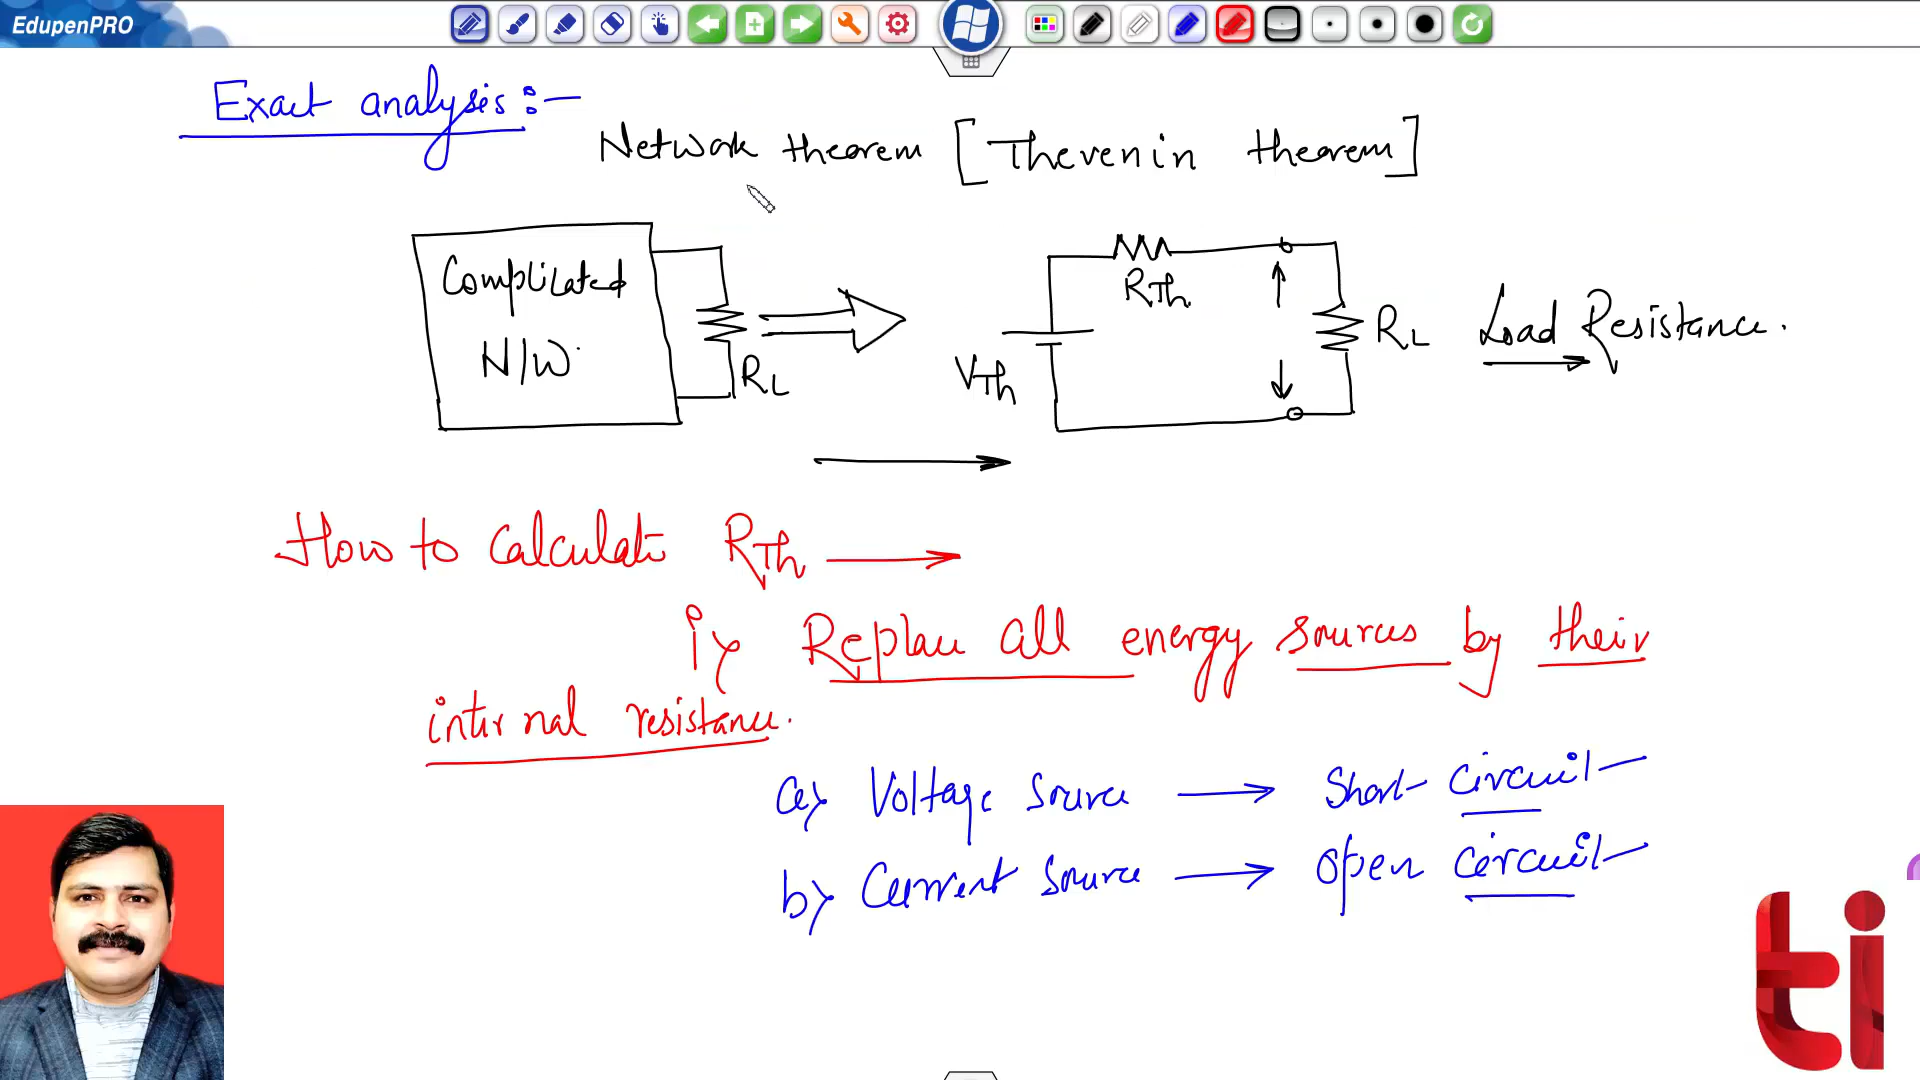 EdupenPRO
Exact analysis :-
Network theorem [Thevenin theorem]
Complicated
N/W
RL
RTh
VTh
RL Load Resistance.
How to calculate RTh
i> Replace all energy sources by their
internal resistance.
a> Voltage source → Short circuit
b> Current source → open circuit
ti